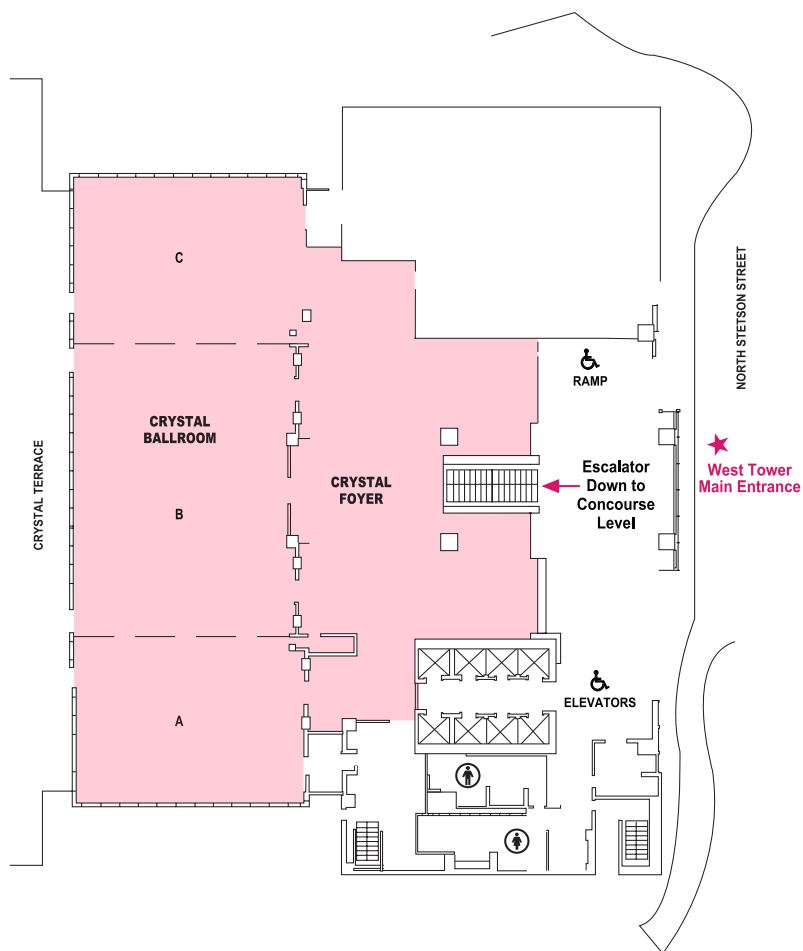 C
NORTH STETSON STREET
RAMP
CRYSTAL
BALLROOM
CRYSTAL TERRACE
CRYSTAL
FOYER
Escalator
Down to
Concourse
Level
West Tower
Main Entrance
B
ELEVATORS
A